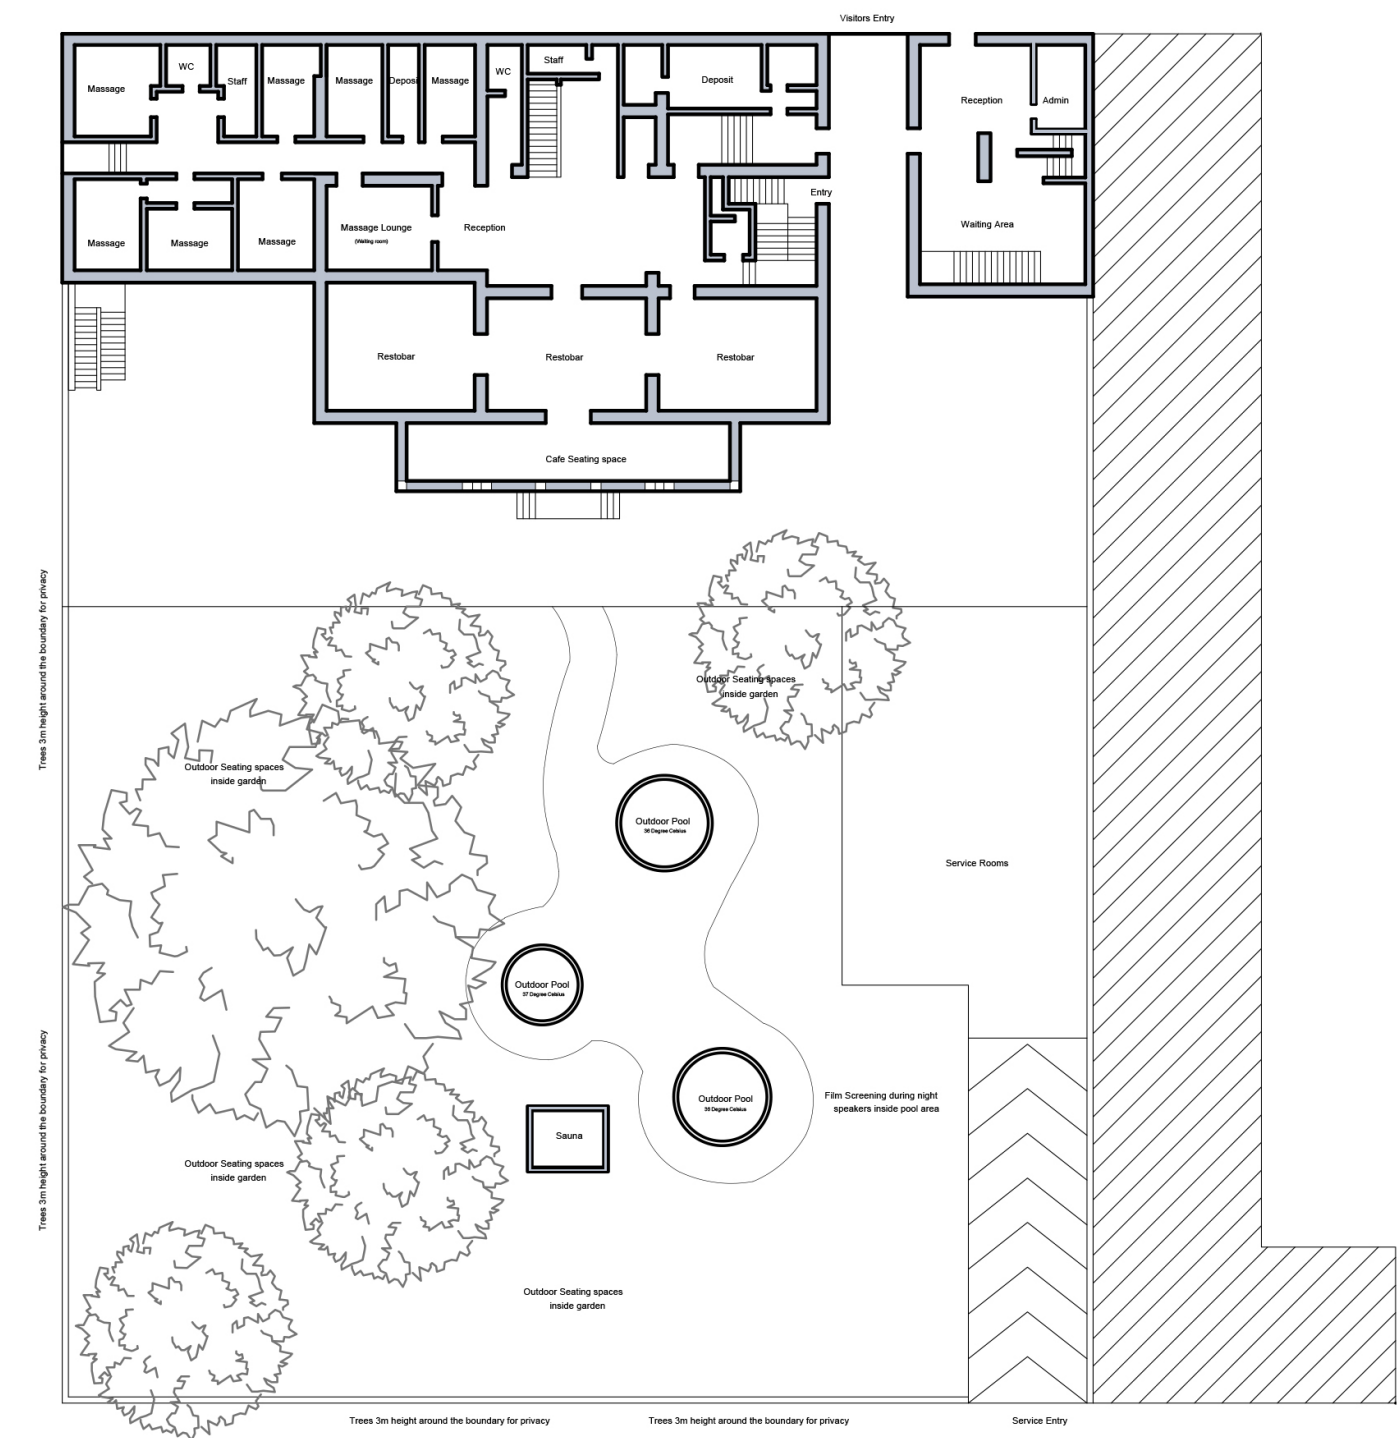 Visitors Entry
Massage
WC
Staff
Massage
Massage
Deposi
Massage
WC
Staff
Deposit
Reception
Admin
Massage
Massage
Massage
Massage Lounge
(Waiting room)
Reception
Entry
Waiting Area
Restobar
Restobar
Restobar
Cafe Seating space
Trees 3m height around the boundary for privacy
Outdoor Seating spaces
inside garden
Outdoor Seating spaces
inside garden
Outdoor Pool
36 Degree Celsius
Service Rooms
Outdoor Pool
37 Degree Celsius
Trees 3m height around the boundary for privacy
Outdoor Pool
Degree Celsius
Film Screening during night
speakers inside pool area
Sauna
Outdoor Seating spaces
inside garden
Outdoor Seating spaces
inside garden
Trees 3m height around the boundary for privacy
Trees 3m height around the boundary for privacy
Service Entry